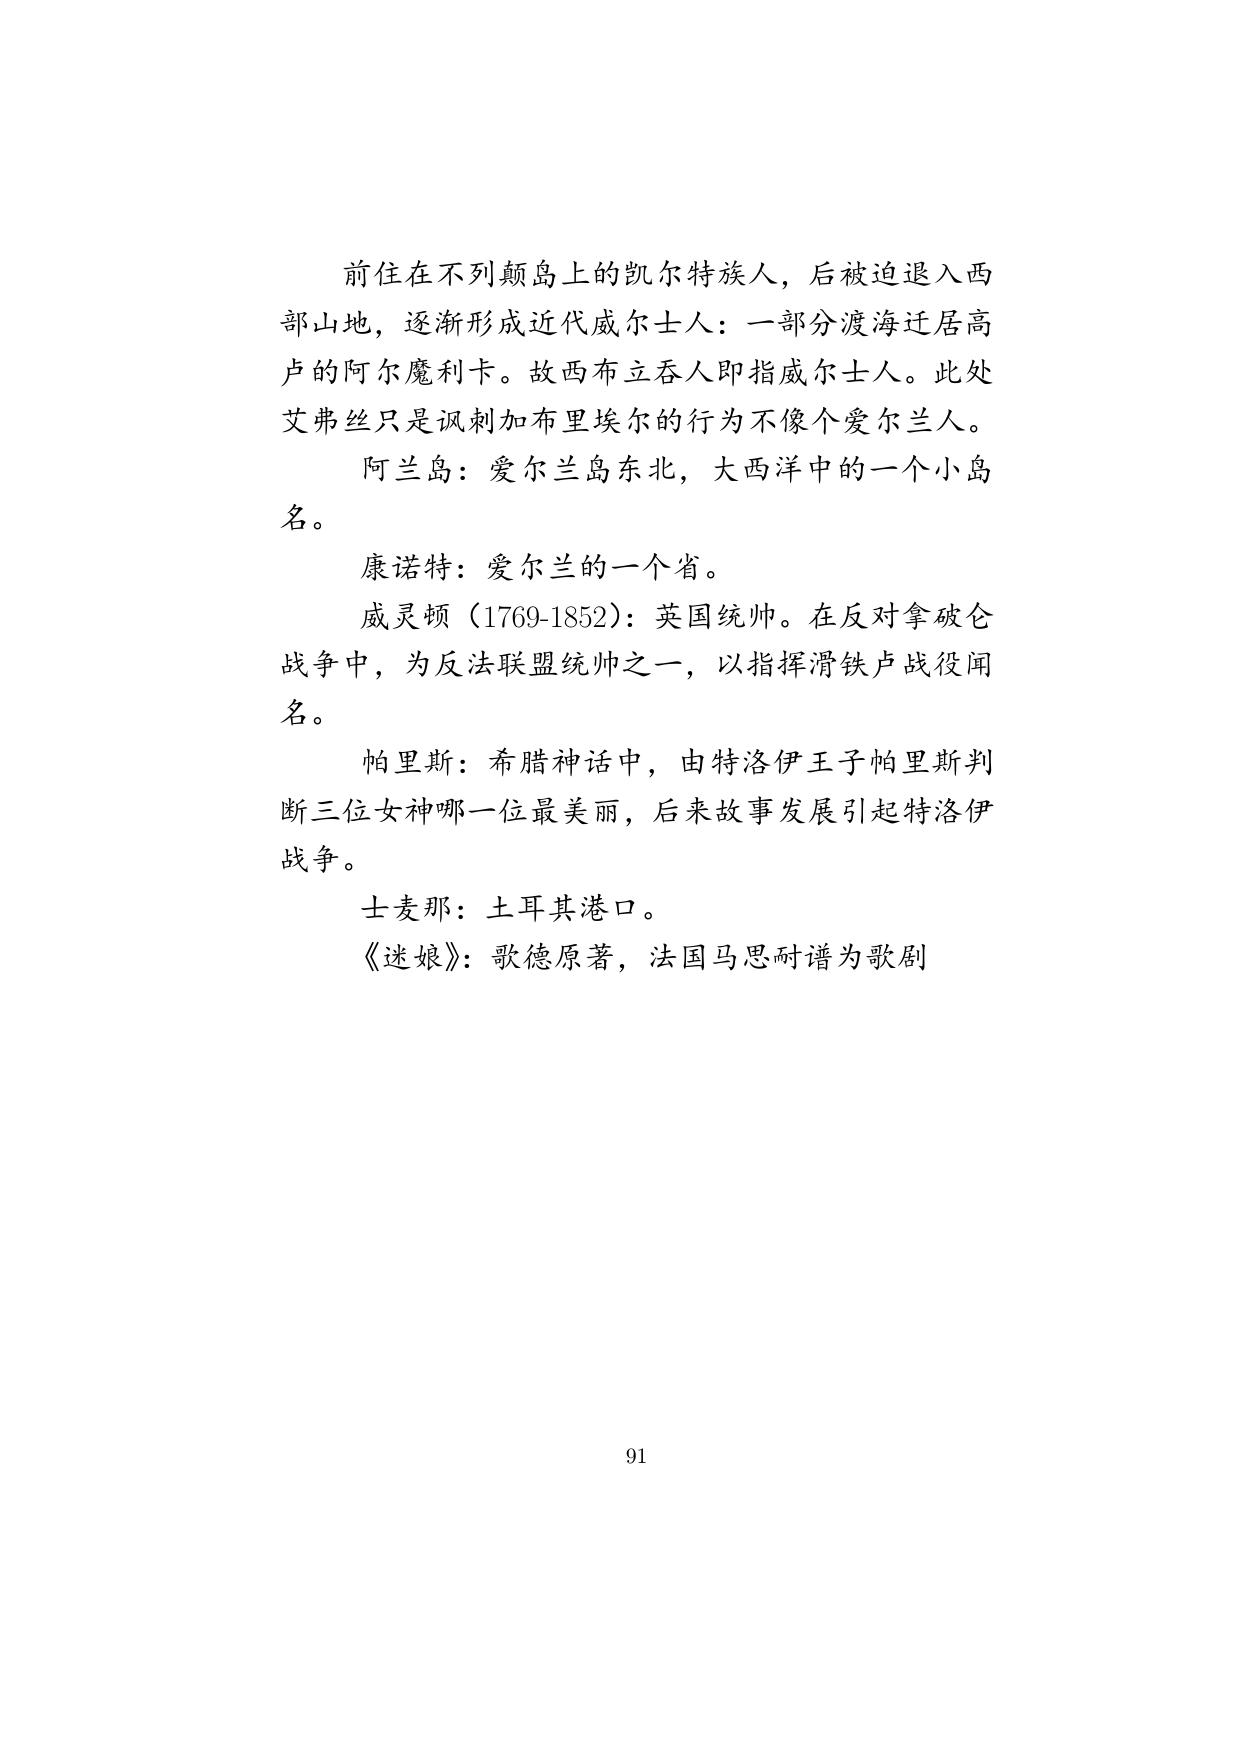 前住在不列颠岛上的凯尔特族人，后被迫退入西
部山地，逐渐形成近代威尔士人：一部分渡海迁居高
卢的阿尔魔利卡。故西布立吞人即指威尔士人。此处
艾弗丝只是讽刺加布里埃尔的行为不像个爱尔兰人。
阿兰岛：爱尔兰岛东北，大西洋中的一个小岛
名。
康诺特：爱尔兰的一个省。
威灵顿（1769-1852）：英国统帅。在反对拿破仑
战争中，为反法联盟统帅之一，以指挥滑铁卢战役闻
名。
帕里斯：希腊神话中，由特洛伊王子帕里斯判
断三位女神哪一位最美丽，后来故事发展引起特洛伊
战争。
士麦那：土耳其港口。
《迷娘》：歌德原著，法国马思耐谱为歌剧
91